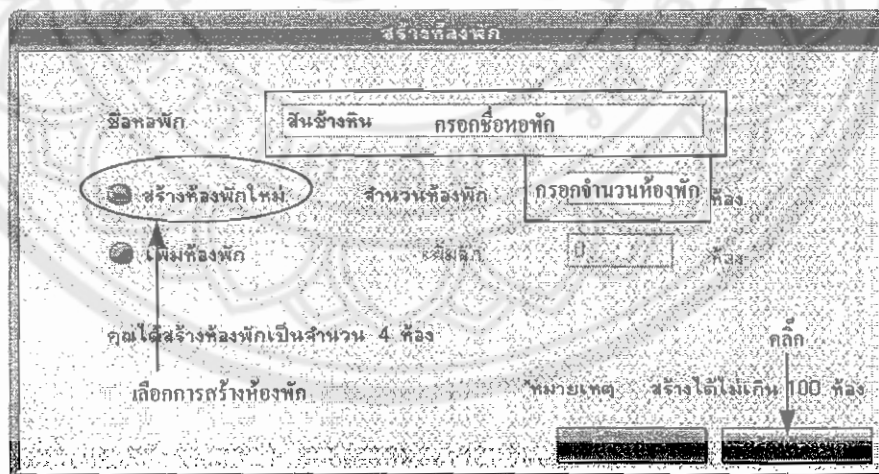 สร้างห้องพัก
ชื่อหอพัก สินช้างหิน กรอกชื่อหอพัก
สร้างห้องพักใหม่ จำนวนห้องพัก กรอกจำนวนห้องพัก ห้อง
เพิ่มห้องพัก เพิ่มอีก 0 ห้อง
คุณได้สร้างห้องพักเป็นจำนวน 4 ห้อง
คลิ๊ก
เลือกการสร้างห้องพัก
*หมายเหตุ สร้างได้ไม่เกิน 100 ห้อง